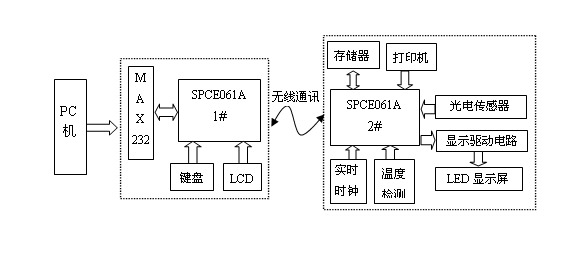 PC
机
M
A
X
232
SPCE061A
1#
键盘
LCD
无线通讯
存储器
打印机
SPCE061A
2#
光电传感器
显示驱动电路
LED 显示屏
实时
时钟
温度
检测